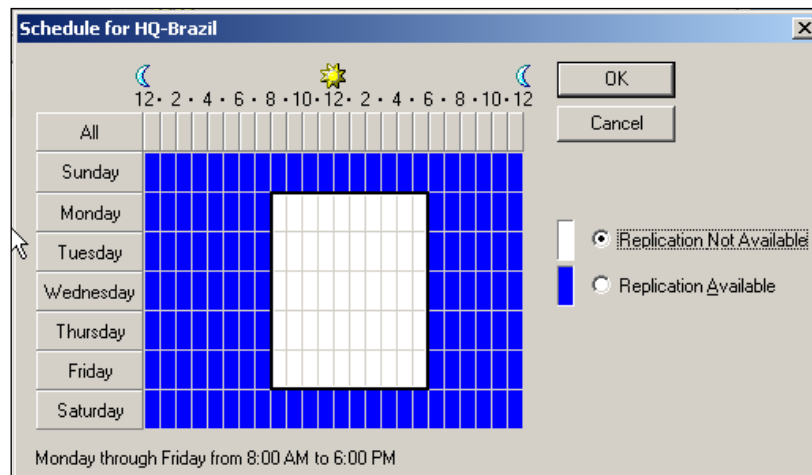 Schedule for HQ-Brazil
OK
Cancel
12 · 2 · 4 · 6 · 8 · 10 · 12 · 2 · 4 · 6 · 8 · 10 · 12
All
Sunday
Monday
Tuesday
Wednesday
Thursday
Friday
Saturday
Replication Not Available
Replication Available
Monday through Friday from 8:00 AM to 6:00 PM